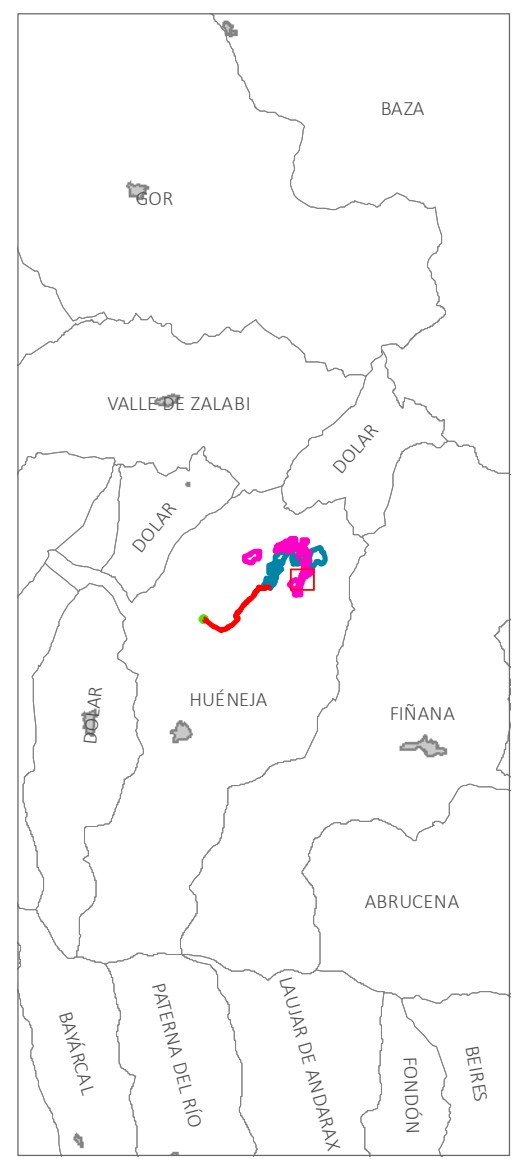 BAZA
GOR
VALLE DE ZALABI
DOLAR
DOLAR
HUÉNEJA
DOLAR
FIÑANA
ABRUCENA
BAYÁRCAL
PATERNA DEL RÍO
LAUJAR DE ANDARAX
FONDÓN
BEIRES